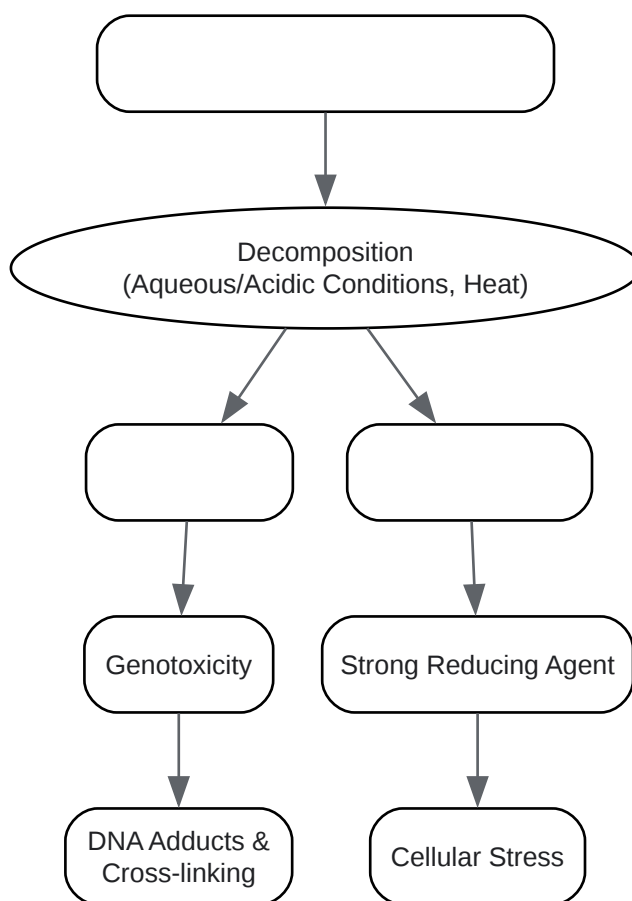 Decomposition
(Aqueous/Acidic Conditions, Heat)
Genotoxicity
Strong Reducing Agent
DNA Adducts &
Cross-linking
Cellular Stress